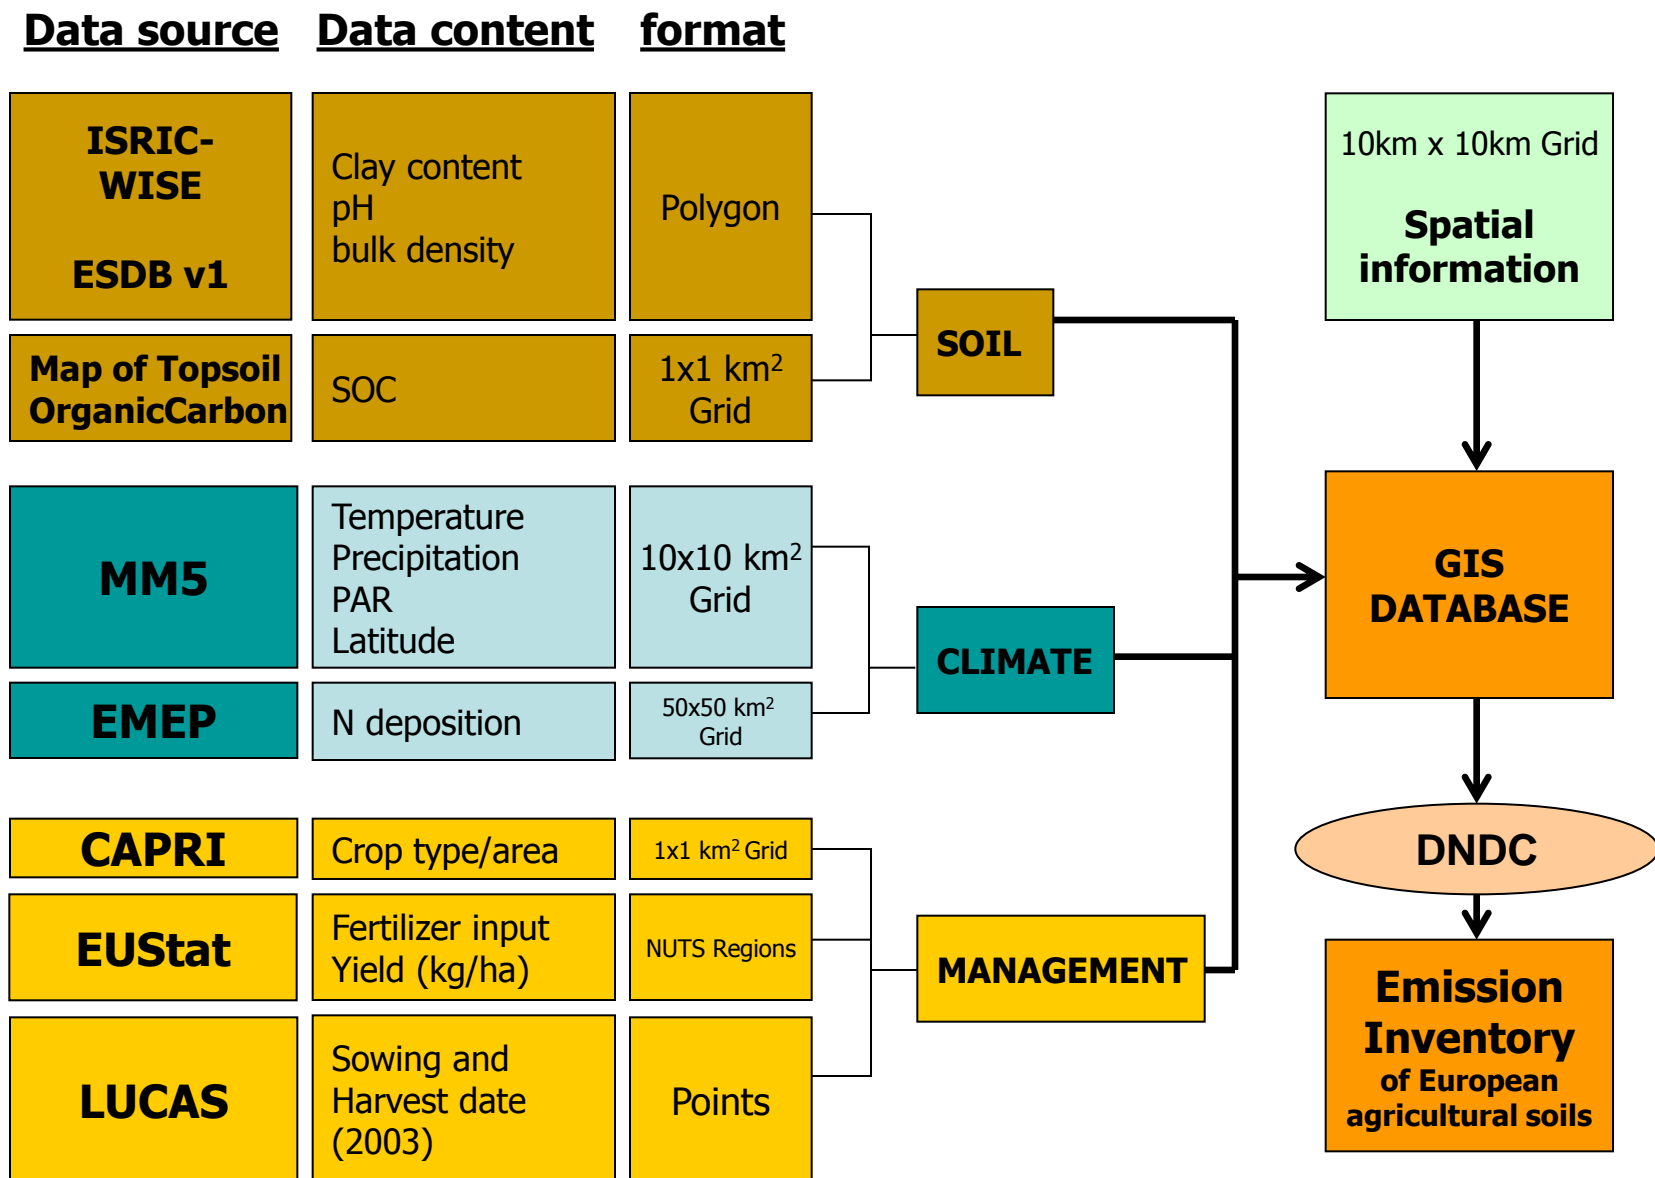 Data source Data content format
ISRIC-
WISE
ESDB v1
Clay content
pH
bulk density
Polygon
Map of Topsoil
OrganicCarbon
SOC
1x1 km²
Grid
SOIL
MM5
Temperature
Precipitation
PAR
Latitude
10x10 km²
Grid
EMEP
N deposition
50x50 km²
Grid
CLIMATE
CAPRI
Crop type/area
1x1 km² Grid
EUStat
Fertilizer input
Yield (kg/ha)
NUTS Regions
LUCAS
Sowing and
Harvest date
(2003)
Points
MANAGEMENT
10km x 10km Grid
Spatial
information
GIS
DATABASE
DNDC
Emission
Inventory
of European
agricultural soils